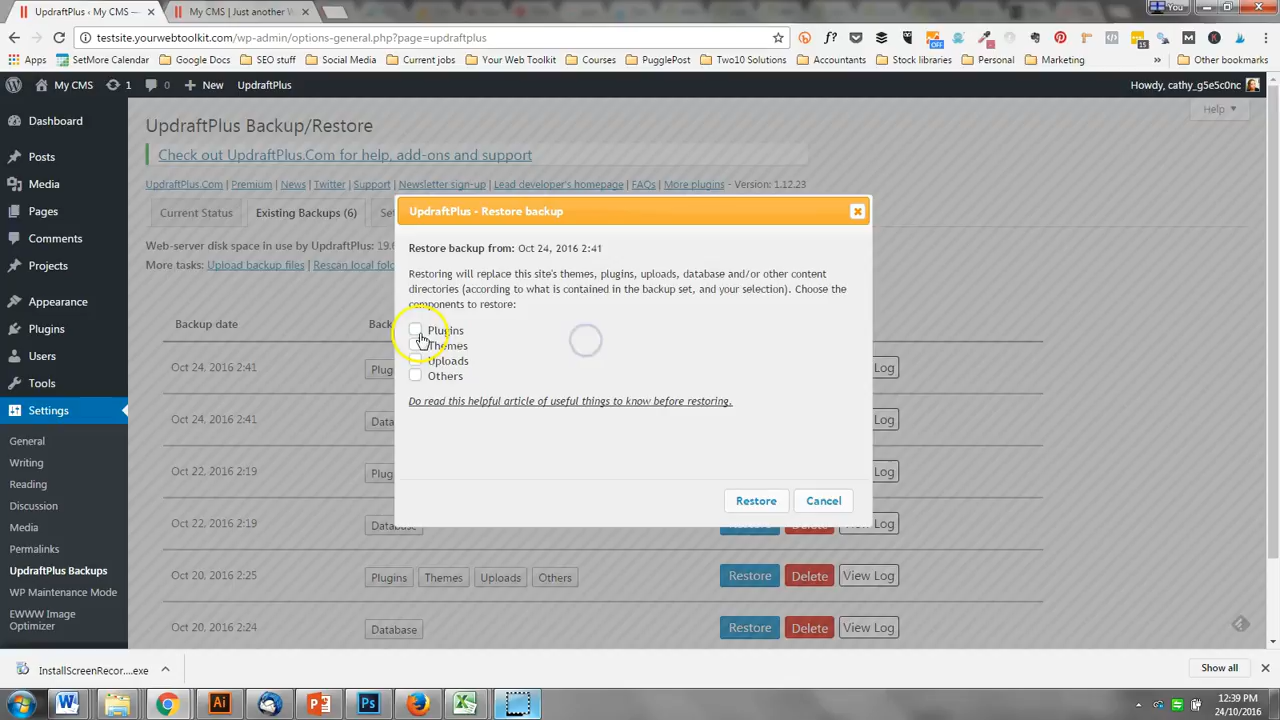 UpdraftPlus ‹ My CMS —
My CMS | Just another W
You
testsite.yourwebtoolkit.com/wp-admin/options-general.php?page=updraftplus
Apps
SetMore Calendar
Google Docs
SEO stuff
Social Media
Current jobs
Your Web Toolkit
Courses
PugglePost
Two10 Solutions
Accountants
Stock libraries
Personal
Marketing
Other bookmarks
My CMS
1
0
New
UpdraftPlus
Howdy, cathy_g5e5c0nc
Dashboard
Posts
Media
Pages
Comments
Projects
Appearance
Plugins
Users
Tools
Settings
General
Writing
Reading
Discussion
Media
Permalinks
UpdraftPlus Backups
WP Maintenance Mode
EWWW Image
Optimizer
Help
UpdraftPlus Backup/Restore
Check out UpdraftPlus.Com for help, add-ons and support
UpdraftPlus.Com | Premium | News | Twitter | Support | Newsletter sign-up | Lead developer's homepage | FAQs | More plugins - Version: 1.12.23
Current Status
Existing Backups (6)
Web-server disk space in use by UpdraftPlus:
More tasks: Upload backup files |
Backup date
Oct 24, 2016 2:41
Log
Oct 24, 2016 2:41
Log
Oct 22, 2016 2:19
Log
Oct 22, 2016 2:19
Database
Restore
Delete
View Log
Oct 20, 2016 2:25
Plugins
Themes
Uploads
Others
Restore
Delete
View Log
Oct 20, 2016 2:24
Database
Restore
Delete
View Log
UpdraftPlus - Restore backup
Restore backup from: Oct 24, 2016 2:41
Restoring will replace this site's themes, plugins, uploads, database and/or other content
directories (according to what is contained in the backup set, and your selection). Choose the
components to restore:
Plugins
Themes
Uploads
Others
Do read this helpful article of useful things to know before restoring.
Restore
Cancel
InstallScreenRecor....exe
Show all
12:39 PM
24/10/2016